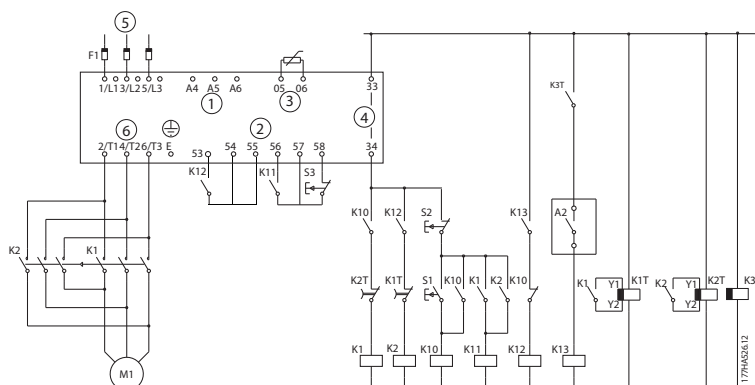 5
F1
1/L1 3/L2 5/L3 A4 A5 A6 05 06 33
1 3 4
6 2
2/T1 4/T2 6/T3 E 53 54 55 56 57 58 34
K12 K11 S3
K3T
K10 K12 S2 K13 A2
K2 K1
K2T K1T S1 K10 K1 K2 K10 K1 Y1 Y2 K1T K2 Y1 Y2 K2T K3
K1 K2 K10 K11 K12 K13
M1
177HA526.12